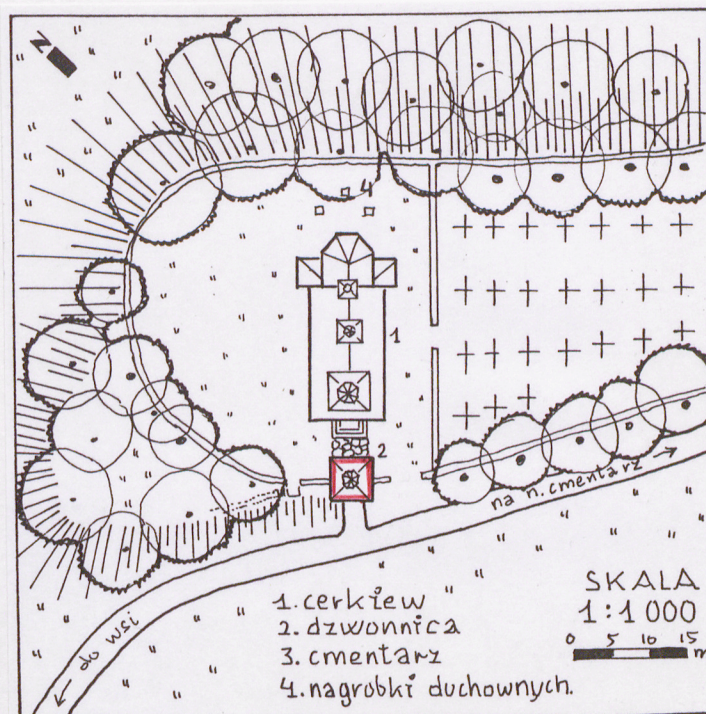 N
4
1
2
na n. cmentarz
do wsi
1. cerkiew
2. dzwonnica
3. cmentarz
4. nagrobki duchownych.
SKALA
1:1 000
0 5 10 15 m